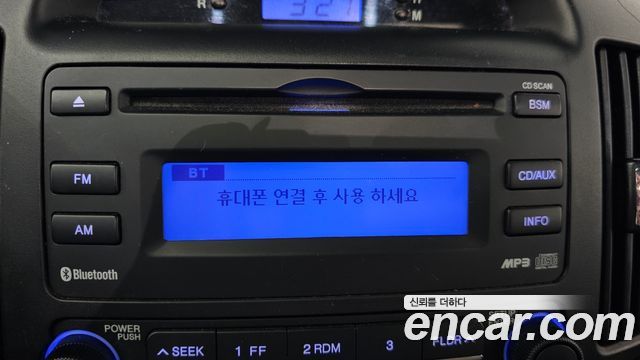 R 327 H
M
CD SCAN
BSM
BT
FM
휴대폰 연결 후 사용 하세요
CD/AUX
AM
INFO
Bluetooth
MP3
신뢰를 더하다
encar.com
POWER
PUSH
SEEK
1 FF
2 RDM
3
FLDR